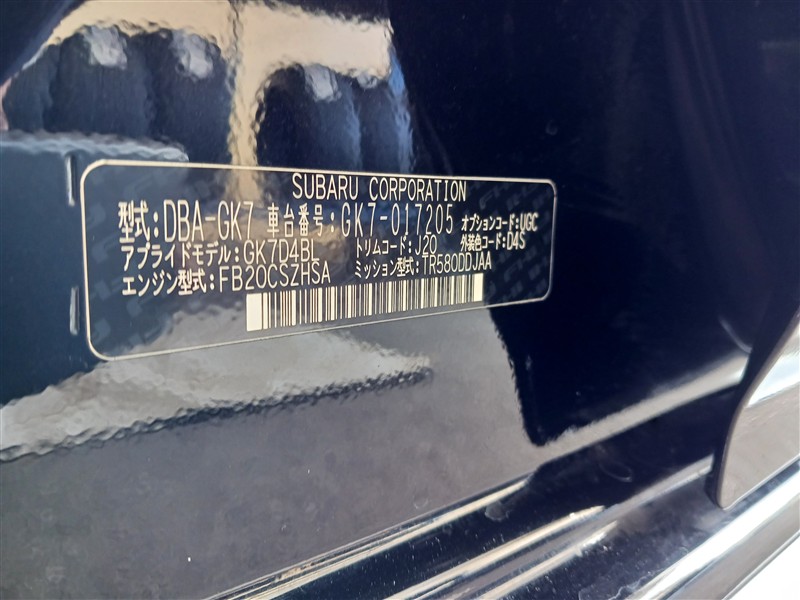 SUBARU CORPORATION
型式:DBA-GK7 車台番号:GK7-017205 オプションコード:UGC
アプライドモデル:GK7D4BL トリムコード:J20 外装色コード:D4S
エンジン型式:FB20CSZHSA ミッション型式:TR580DDJAA